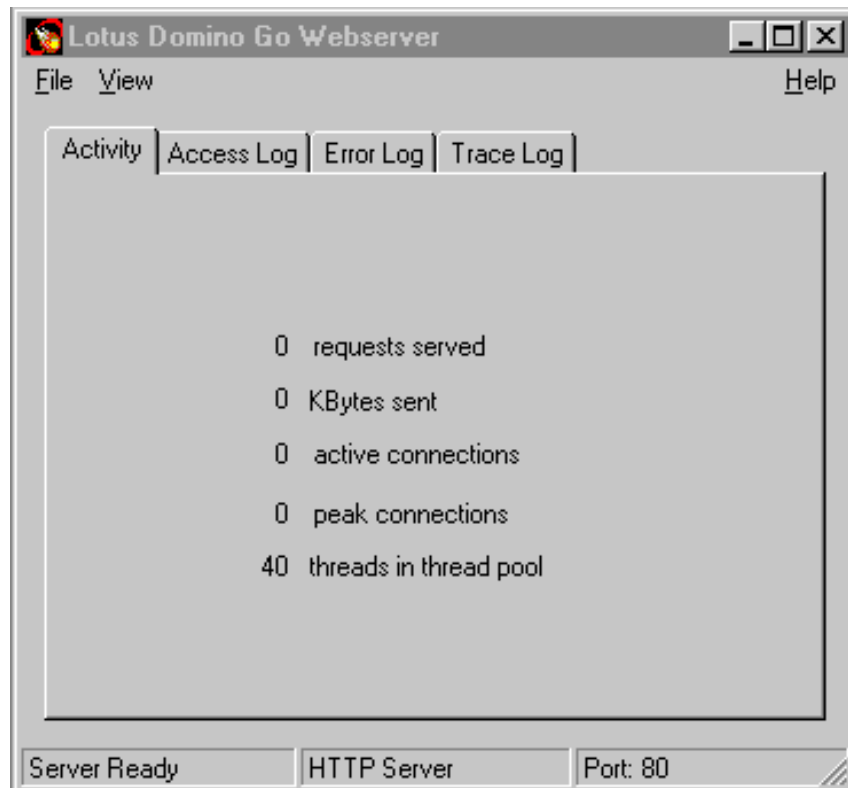 Lotus Domino Go Webserver
File View Help
Activity Access Log Error Log Trace Log
0 requests served
0 KBytes sent
0 active connections
0 peak connections
40 threads in thread pool
Server Ready HTTP Server Port: 80